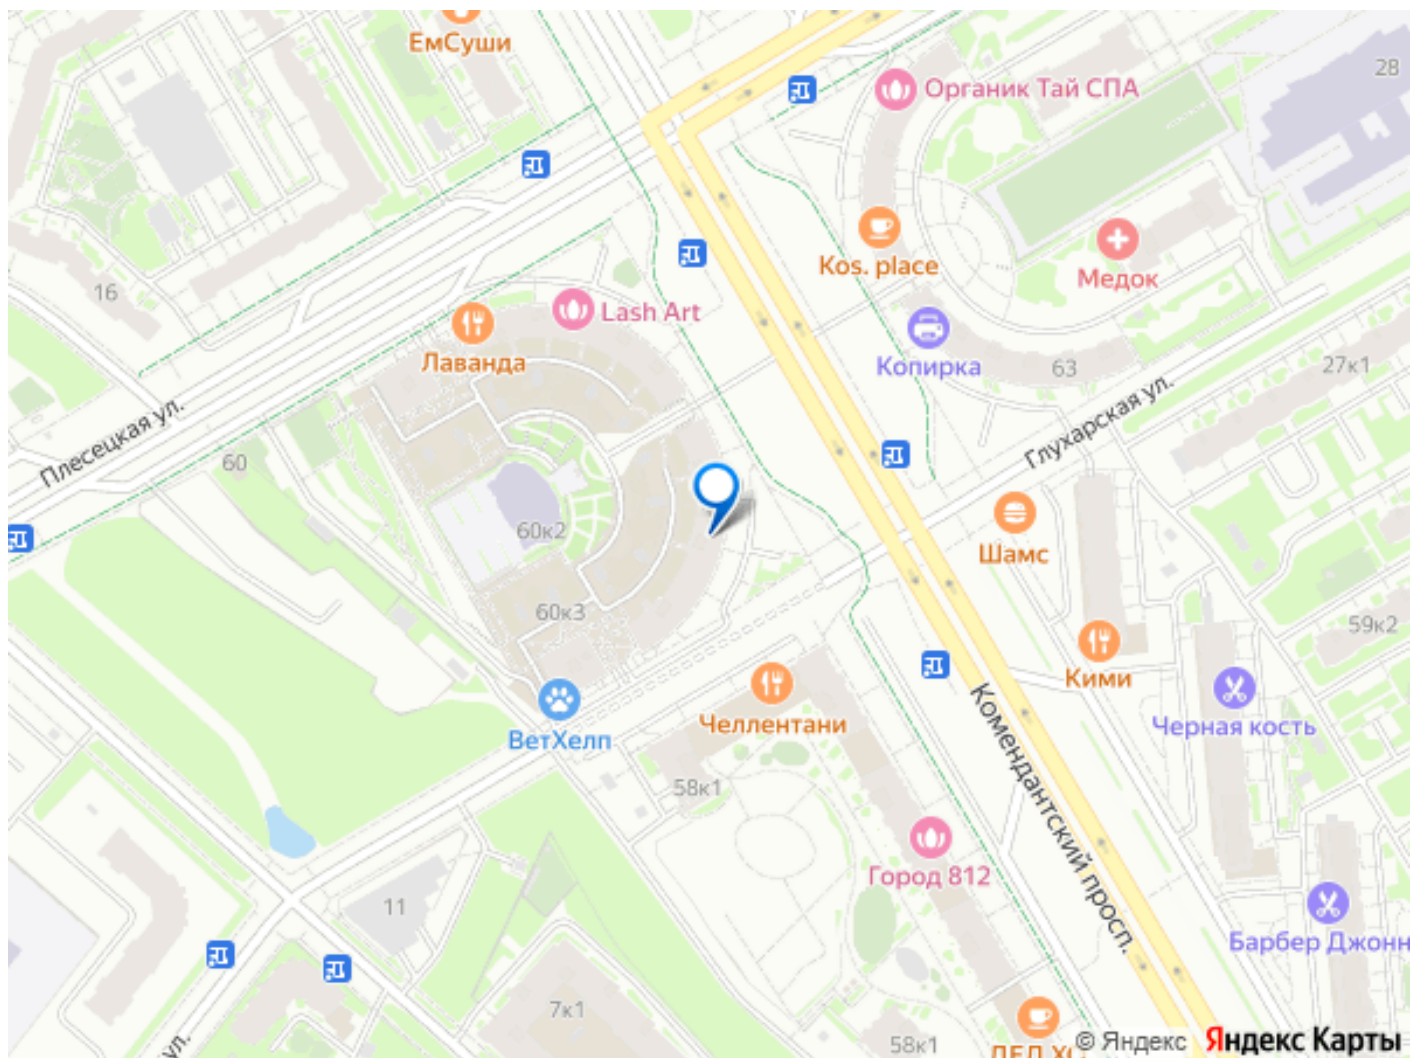 ЕмСуши
Органик Тай СПА
28
Kos. place
Медок
16
Lash Art
Лаванда
Копирка
63
27к1
Плесецкая ул.
Глухарская ул.
60
60к2
Шамс
60к3
59к2
Кими
Челлентани
Черная кость
ВетХелп
58к1
Комендантский просп.
Город 812
11
Барбер Джонн
7к1
ул.
58к1
© Яндекс Яндекс Карты